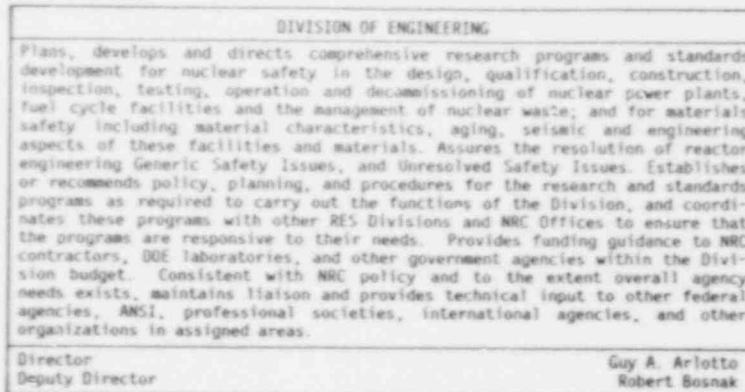 DIVISION OF ENGINEERING
Plans, develops and directs comprehensive research programs and standards
development for nuclear safety in the design, qualification, construction,
inspection, testing, operation and decommissioning of nuclear power plants,
fuel cycle facilities and the management of nuclear waste; and for materials
safety including material characteristics, aging, seismic and engineering
aspects of these facilities and materials. Assures the resolution of reactor
engineering Generic Safety Issues, and Unresolved Safety Issues. Establishes
or recommends policy, planning, and procedures for the research and standards
programs as required to carry out the functions of the Division, and coordi-
nates these programs with other RES Divisions and NRC Offices to ensure that
the programs are responsive to their needs. Provides funding guidance to NRC
contractors, DOE laboratories, and other government agencies within the Divi-
sion budget. Consistent with NRC policy and to the extent overall agency
needs exists, maintains liaison and provides technical input to other federal
agencies, ANSI, professional societies, international agencies, and other
organizations in assigned areas.
Director Guy A. Arlotto
Deputy Director Robert Bosnak